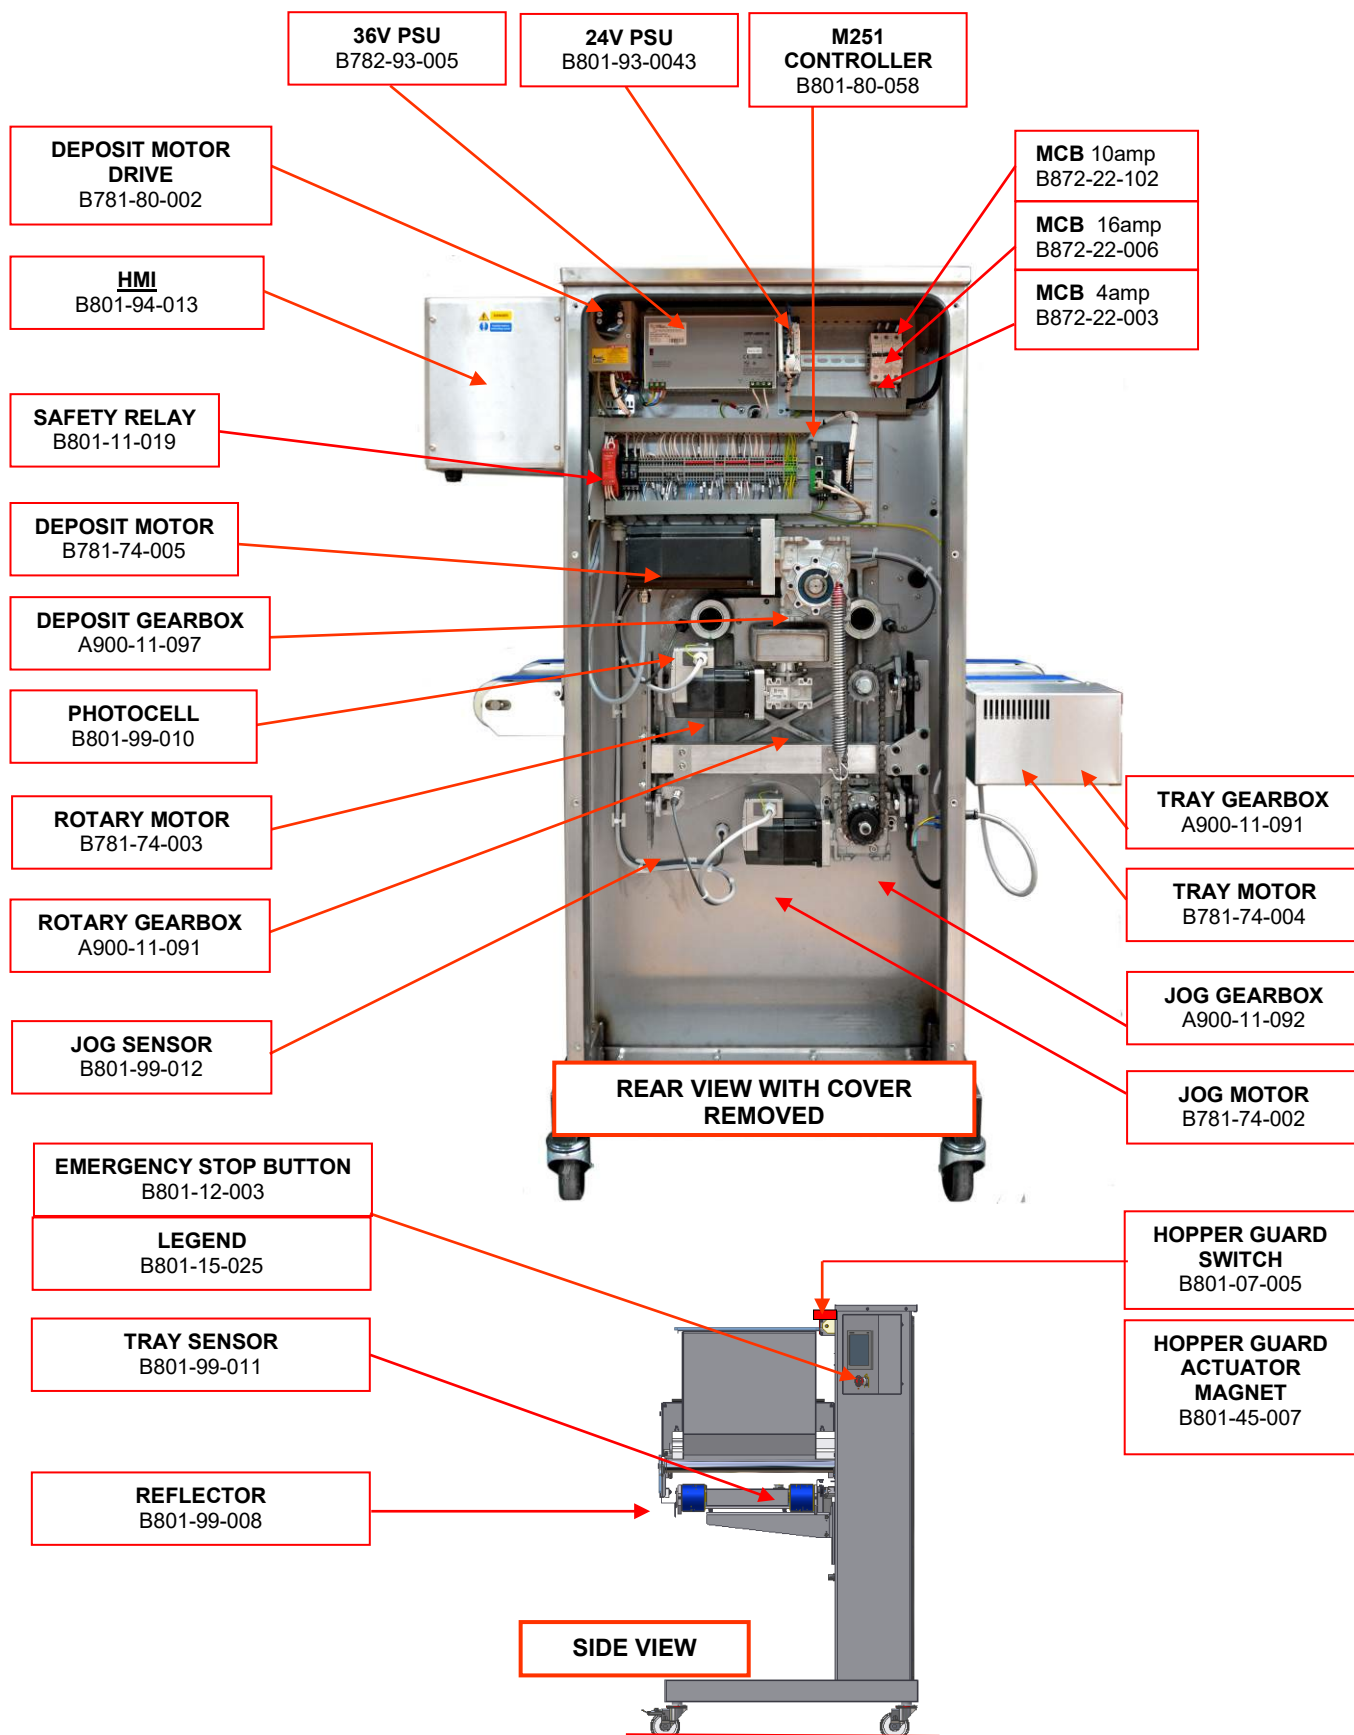 36V PSU
B782-93-005
24V PSU
B801-93-0043
M251
CONTROLLER
B801-80-058
DEPOSIT MOTOR
DRIVE
B781-80-002
MCB 10amp
B872-22-102
MCB 16amp
B872-22-006
MCB 4amp
B872-22-003
HMI
B801-94-013
SAFETY RELAY
B801-11-019
DEPOSIT MOTOR
B781-74-005
DEPOSIT GEARBOX
A900-11-097
PHOTOCELL
B801-99-010
ROTARY MOTOR
B781-74-003
ROTARY GEARBOX
A900-11-091
JOG SENSOR
B801-99-012
TRAY GEARBOX
A900-11-091
TRAY MOTOR
B781-74-004
JOG GEARBOX
A900-11-092
JOG MOTOR
B781-74-002
REAR VIEW WITH COVER
REMOVED
EMERGENCY STOP BUTTON
B801-12-003
LEGEND
B801-15-025
TRAY SENSOR
B801-99-011
REFLECTOR
B801-99-008
HOPPER GUARD
SWITCH
B801-07-005
HOPPER GUARD
ACTUATOR
MAGNET
B801-45-007
SIDE VIEW